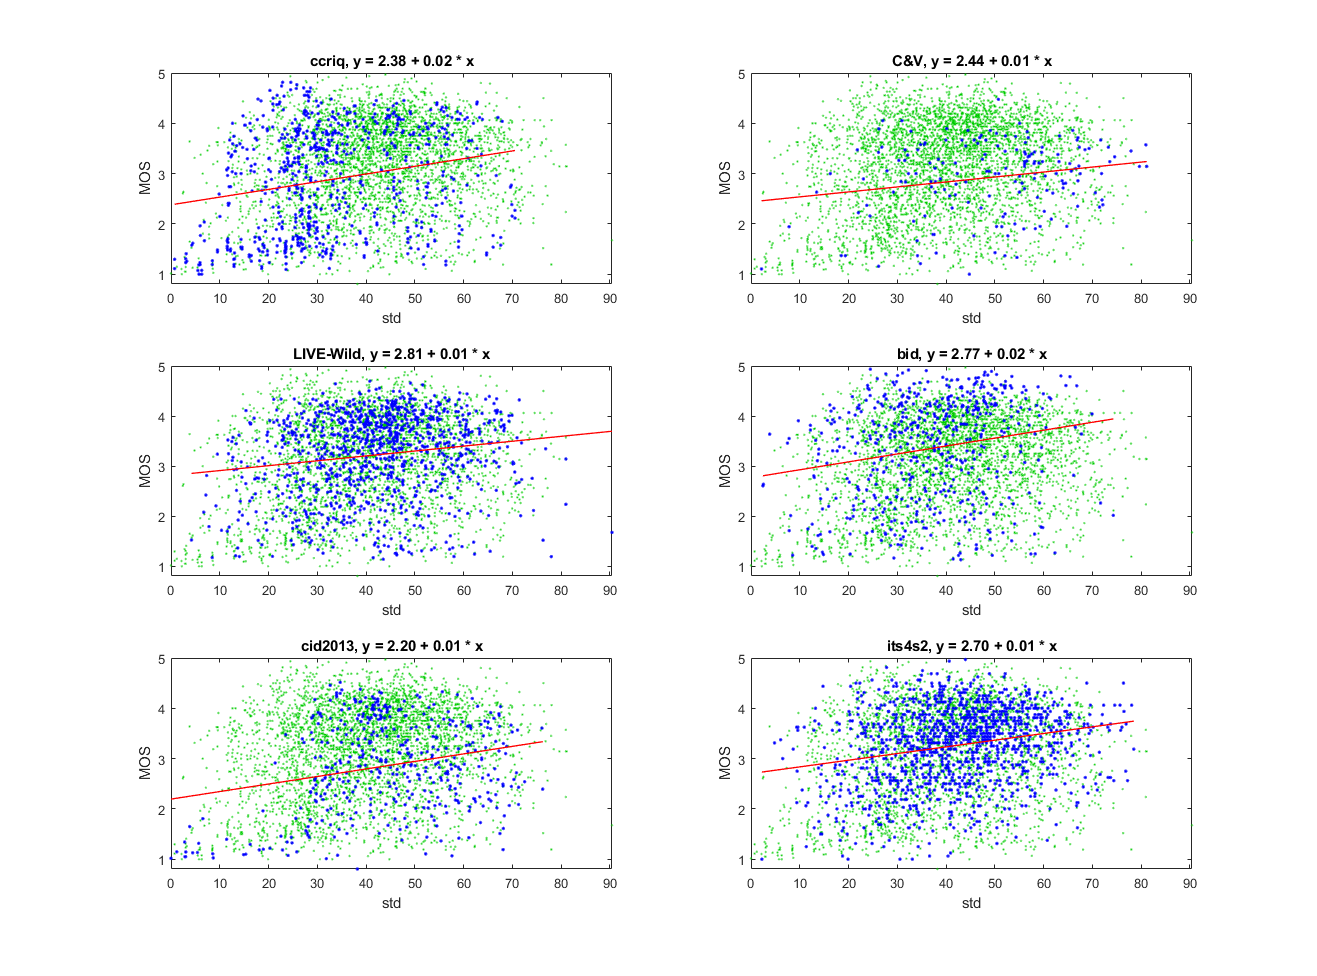 ccriq, y = 2.38 + 0.02 * x
5
4
3
2
1
MOS
0 10 20 30 40 50 60 70 80 90
std
C&V, y = 2.44 + 0.01 * x
5
4
3
2
1
MOS
0 10 20 30 40 50 60 70 80 90
std
LIVE-Wild, y = 2.81 + 0.01 * x
5
4
3
2
1
MOS
0 10 20 30 40 50 60 70 80 90
std
bid, y = 2.77 + 0.02 * x
5
4
3
2
1
MOS
0 10 20 30 40 50 60 70 80 90
std
cid2013, y = 2.20 + 0.01 * x
5
4
3
2
1
MOS
0 10 20 30 40 50 60 70 80 90
std
its4s2, y = 2.70 + 0.01 * x
5
4
3
2
1
MOS
0 10 20 30 40 50 60 70 80 90
std